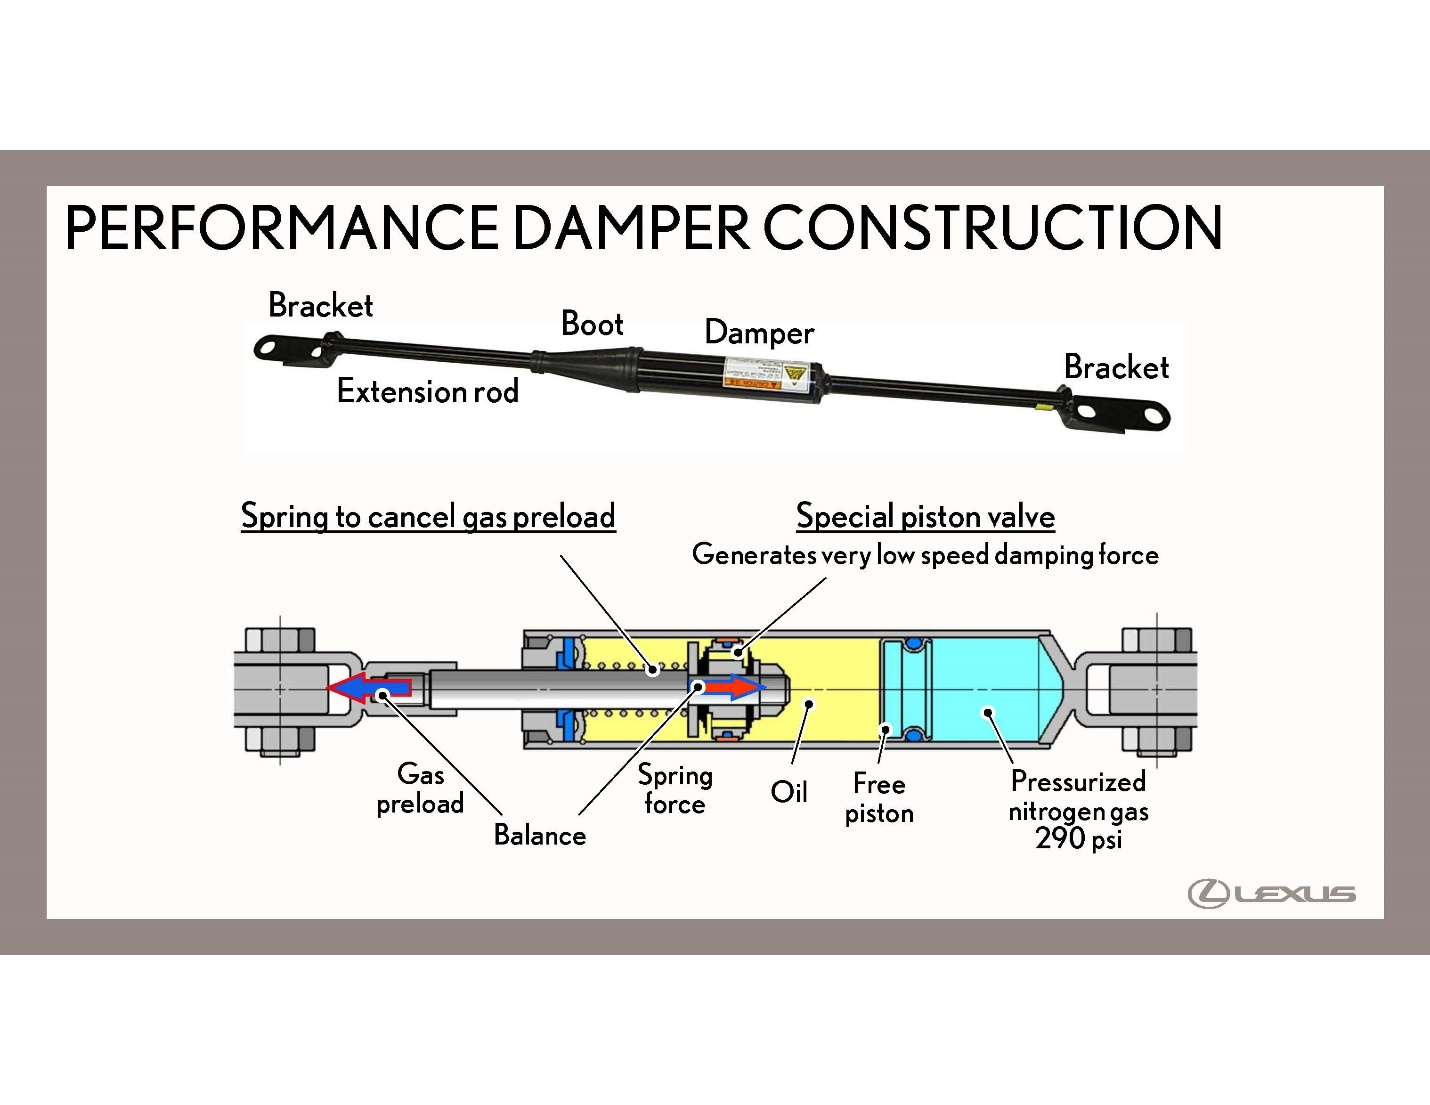 PERFORMANCE DAMPER CONSTRUCTION
Bracket
Boot
Damper
Bracket
Extension rod
CAUTION
Spring to cancel gas preload
Special piston valve
Generates very low speed damping force
Gas
preload
Balance
Spring
force
Oil
Free
piston
Pressurized
nitrogen gas
290 psi
LEXUS